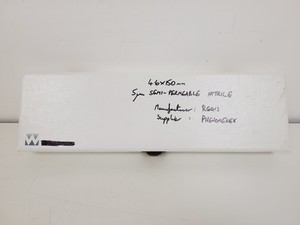 4.6x150mm
5µm SEMI-PERMEABLE NITRILE
Manufacturer: REGIS
Supplier : PHENOMENEX